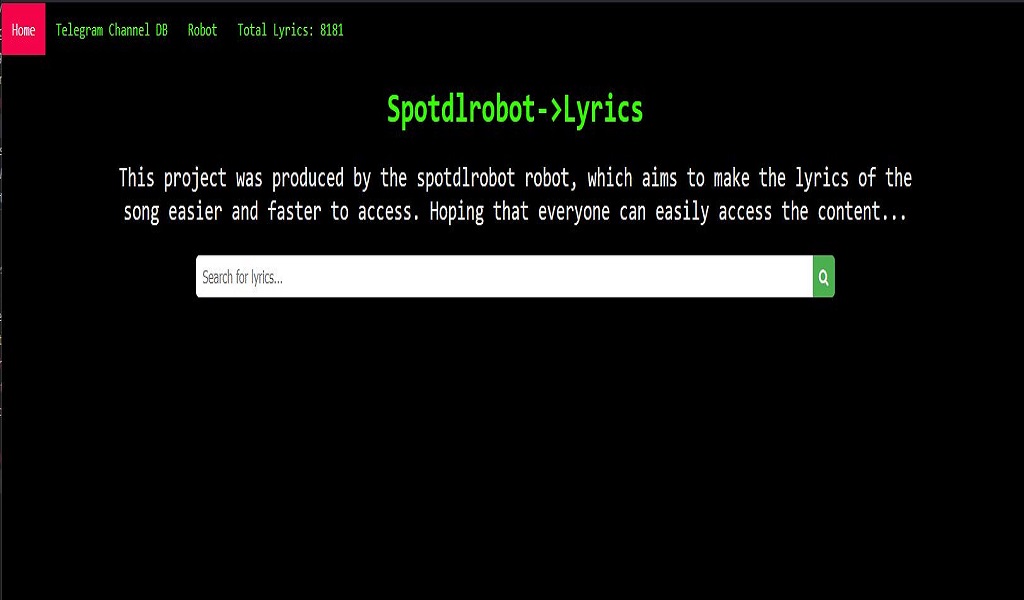 Home Telegram Channel DB Robot Total Lyrics: 8181
Spotdlrobot->Lyrics
This project was produced by the spotdlrobot robot, which aims to make the lyrics of the
song easier and faster to access. Hoping that everyone can easily access the content...
Search for lyrics...